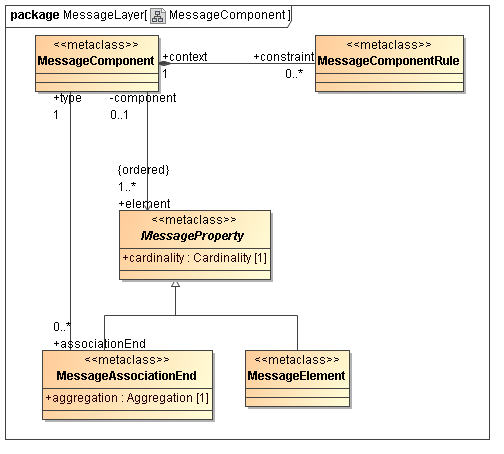 package MessageLayer[ MessageComponent ]
<<metaclass>>
MessageComponent
<<metaclass>>
MessageComponentRule
+context
1
+constraint
0..*
+type
1
-component
0..1
{ordered}
1..*
+element
<<metaclass>>
MessageProperty
+cardinality : Cardinality [1]
0..*
+associationEnd
<<metaclass>>
MessageAssociationEnd
+aggregation : Aggregation [1]
<<metaclass>>
MessageElement